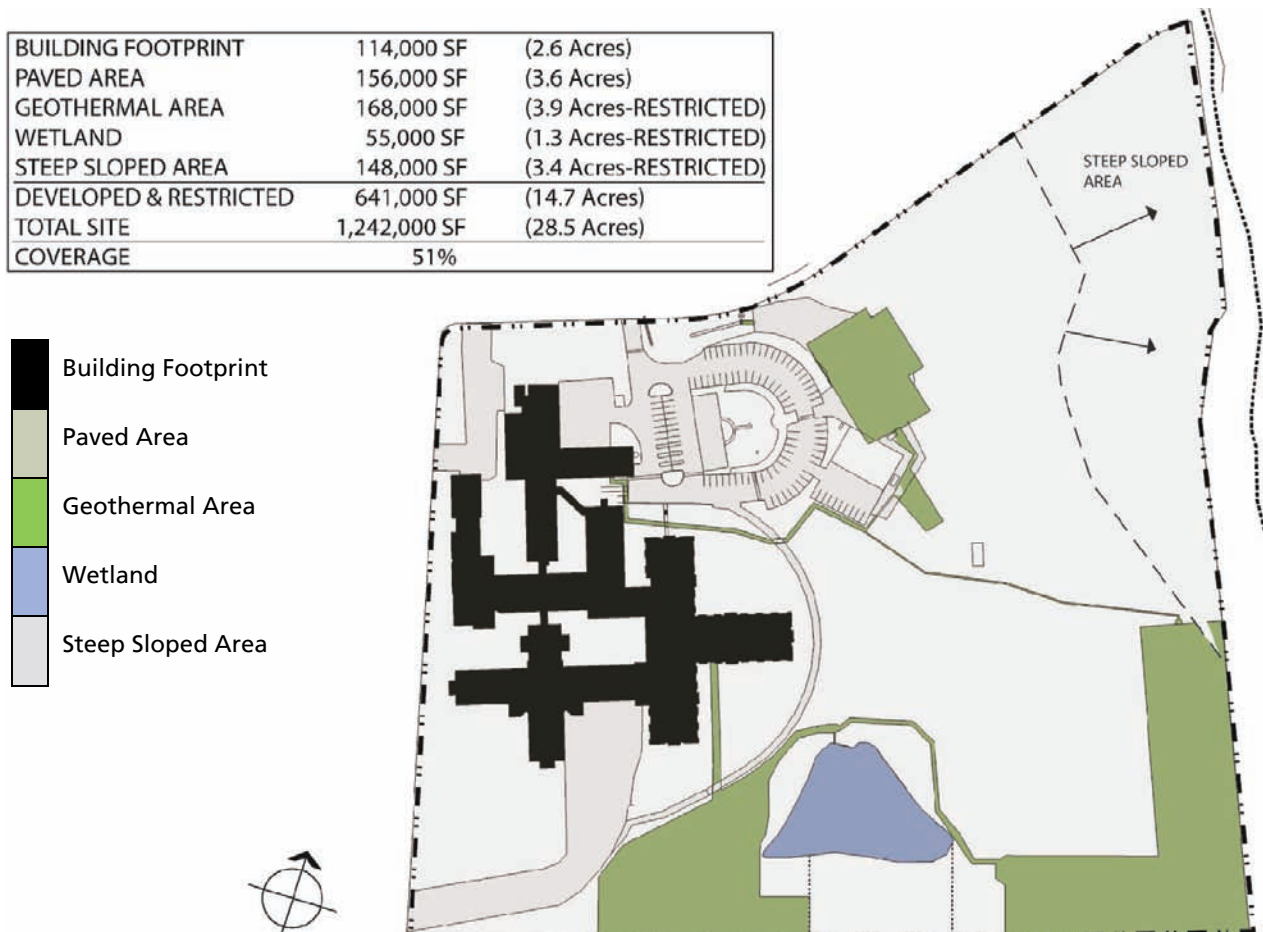 BUILDING FOOTPRINT 114,000 SF (2.6 Acres)
PAVED AREA 156,000 SF (3.6 Acres)
GEOTHERMAL AREA 168,000 SF (3.9 Acres-RESTRICTED)
WETLAND 55,000 SF (1.3 Acres-RESTRICTED)
STEEP SLOPED AREA 148,000 SF (3.4 Acres-RESTRICTED)
DEVELOPED & RESTRICTED 641,000 SF (14.7 Acres)
TOTAL SITE 1,242,000 SF (28.5 Acres)
COVERAGE 51%
STEEP SLOPED
AREA
Building Footprint
Paved Area
Geothermal Area
Wetland
Steep Sloped Area